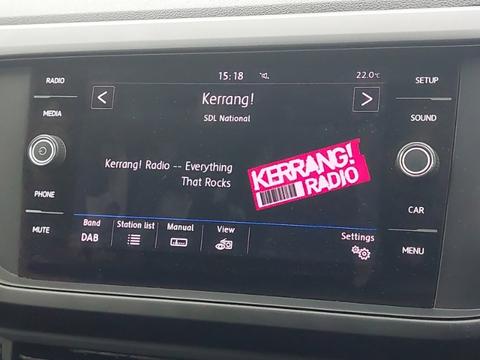 RADIO
MEDIA
PHONE
MUTE
15:18
22.0°C
Kerrang!
SDL National
Kerrang! Radio -- Everything
That Rocks
KERRANG!
RADIO
Band
DAB
Station list
Manual
View
Settings
SETUP
SOUND
CAR
MENU